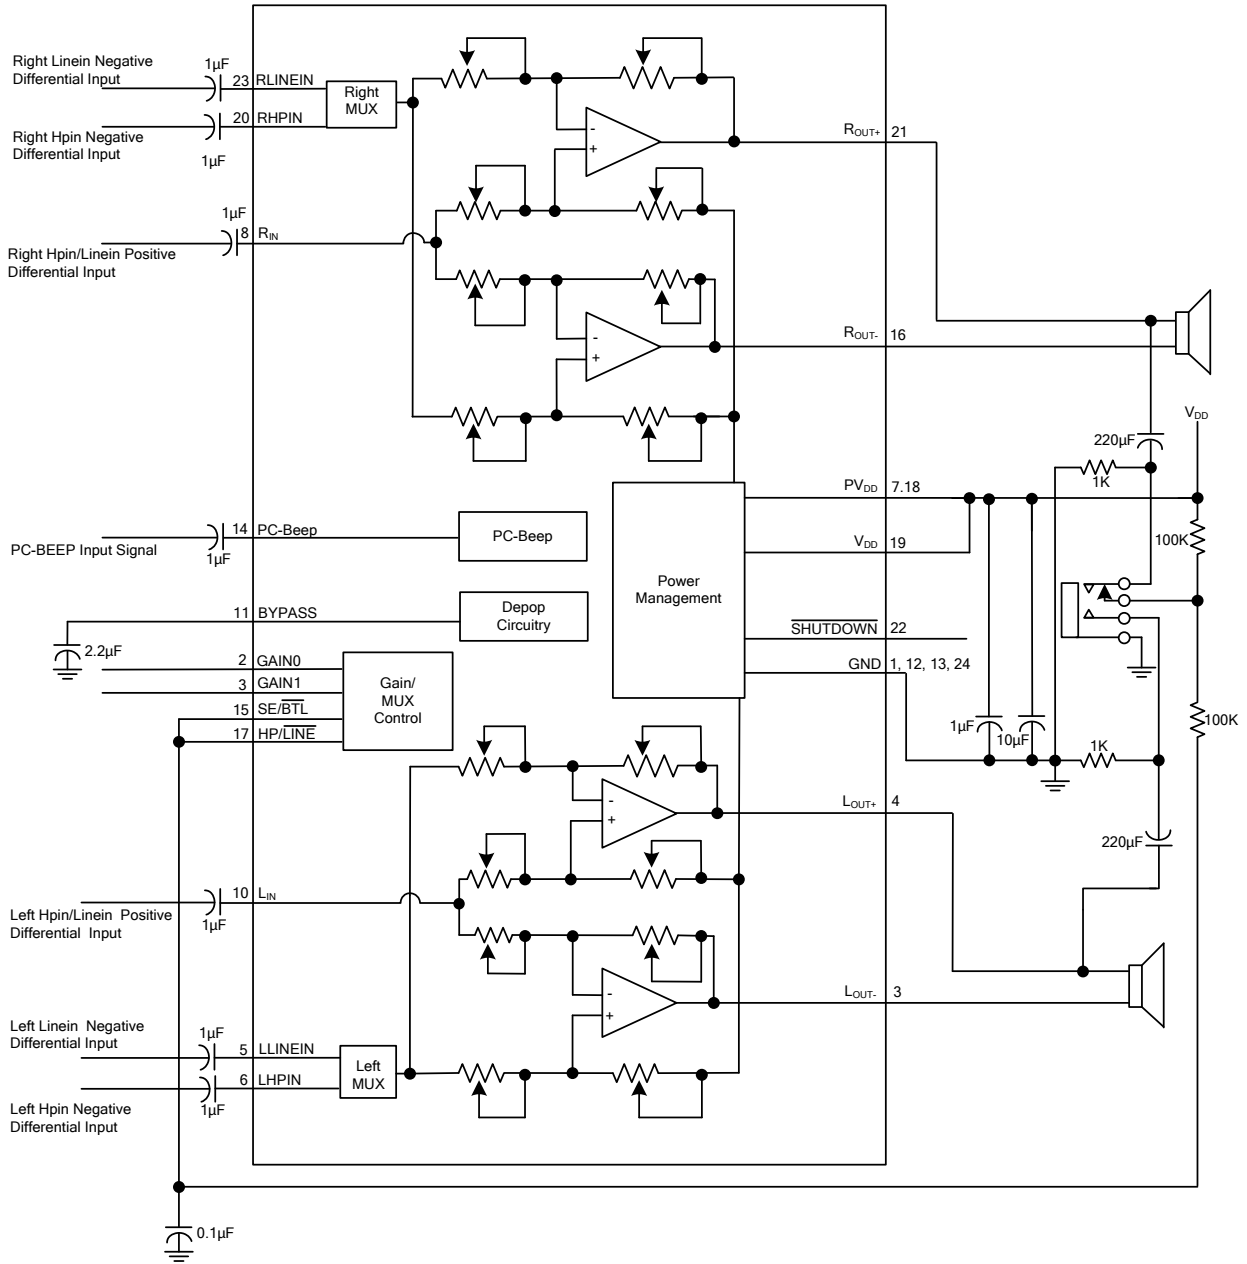 Right Linein Negative
Differential Input
1µF
23 RLINEIN
Right
MUX
20 RHPIN
Right Hpin Negative
Differential Input
1µF
-
+
ROUT+ 21
1µF
8 RIN
Right Hpin/Linein Positive
Differential Input
-
+
ROUT- 16
VDD
220µF
1K
PVDD 7.18
14 PC-Beep
PC-Beep
PC-BEEP Input Signal
1µF
VDD 19
100K
Power
Management
11 BYPASS
Depop
Circuitry
SHUTDOWN 22
2.2µF
2 GAIN0
GND 1, 12, 13, 24
3 GAIN1
Gain/
MUX
Control
15 SE/BTL
17 HP/LINE
1µF
10µF
1K
100K
-
+
LOUT+ 4
220µF
10 LIN
1µF
Left Hpin/Linein Positive
Differential Input
-
+
LOUT- 3
Left Linein Negative
Differential Input
1µF
5 LLINEIN
Left
MUX
6 LHPIN
1µF
Left Hpin Negative
Differential Input
0.1µF